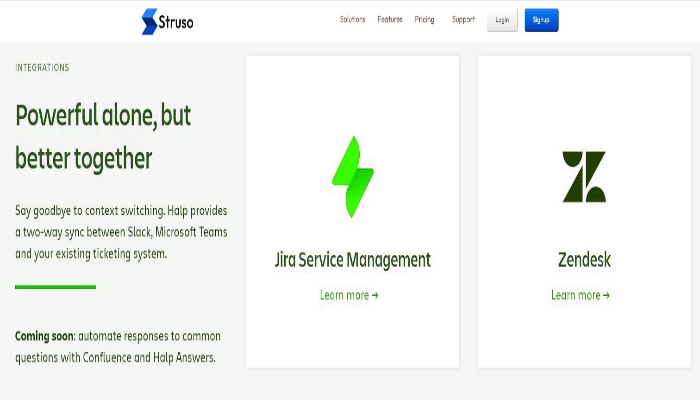 Struso
Solutions Features Pricing Support Login Signup
INTEGRATIONS
Powerful alone, but
better together
Say goodbye to context switching. Halp provides
a two-way sync between Slack, Microsoft Teams
and your existing ticketing system.
Coming soon: automate responses to common
questions with Confluence and Halp Answers.
Jira Service Management
Learn more →
Zendesk
Learn more →